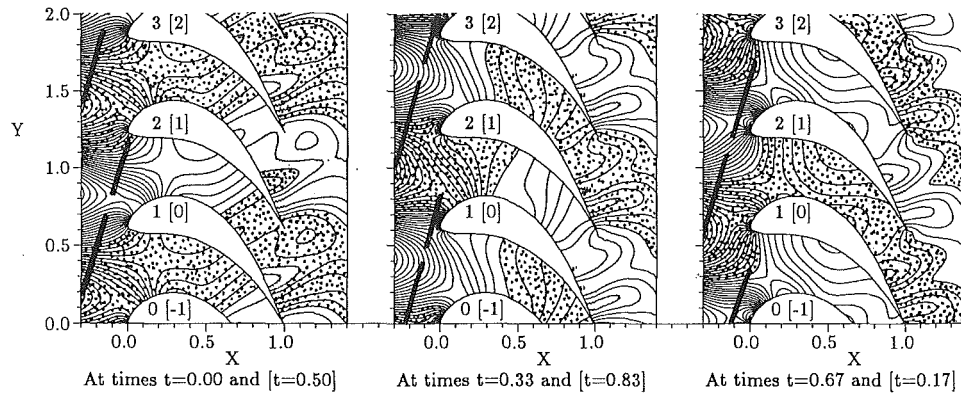 2.0
1.5
Y
1.0
0.5
0.0
3 [2]
2 [1]
1 [0]
0 [-1]
0.0 0.5 1.0
X
At times t=0.00 and [t=0.50]
3 [2]
2 [1]
1 [0]
0 [-1]
0.0 0.5 1.0
X
At times t=0.33 and [t=0.83]
3 [2]
2 [1]
1 [0]
0 [-1]
0.0 0.5 1.0
X
At times t=0.67 and [t=0.17]